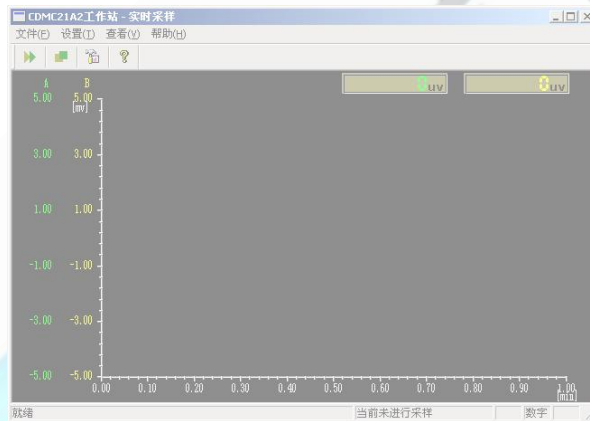 CDMC21A2工作站 - 实时采样
文件(F) 设置(T) 查看(V) 帮助(H)
A B
0uv 0uv
5.00 5.00
[mv]
3.00 3.00
1.00 1.00
-1.00 -1.00
-3.00 -3.00
-5.00 -5.00
0.00 0.10 0.20 0.30 0.40 0.50 0.60 0.70 0.80 0.90 1.00
[min]
就绪 当前未进行采样 数字